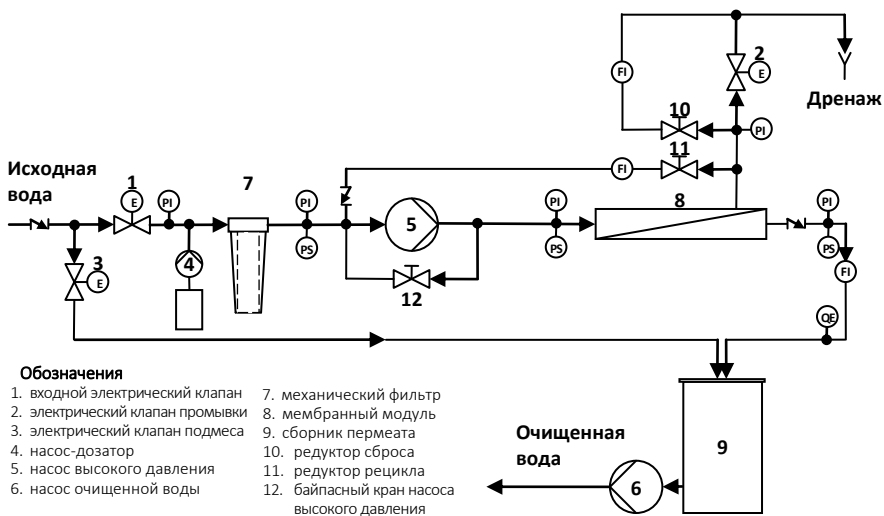 2
E
FI
Дренаж
10
PI
11
FI
Исходная
вода
1
E
PI
7
PI
PS
5
PI
PS
8
PI
PS
FI
3
E
4
12
QE
Обозначения
1. входной электрический клапан
2. электрический клапан промывки
3. электрический клапан подмеса
4. насос-дозатор
5. насос высокого давления
6. насос очищенной воды
7. механический фильтр
8. мембранный модуль
9. сборник пермеата
10. редуктор сброса
11. редуктор рецикла
12. байпасный кран насоса
высокого давления
Очищенная
вода
6
9